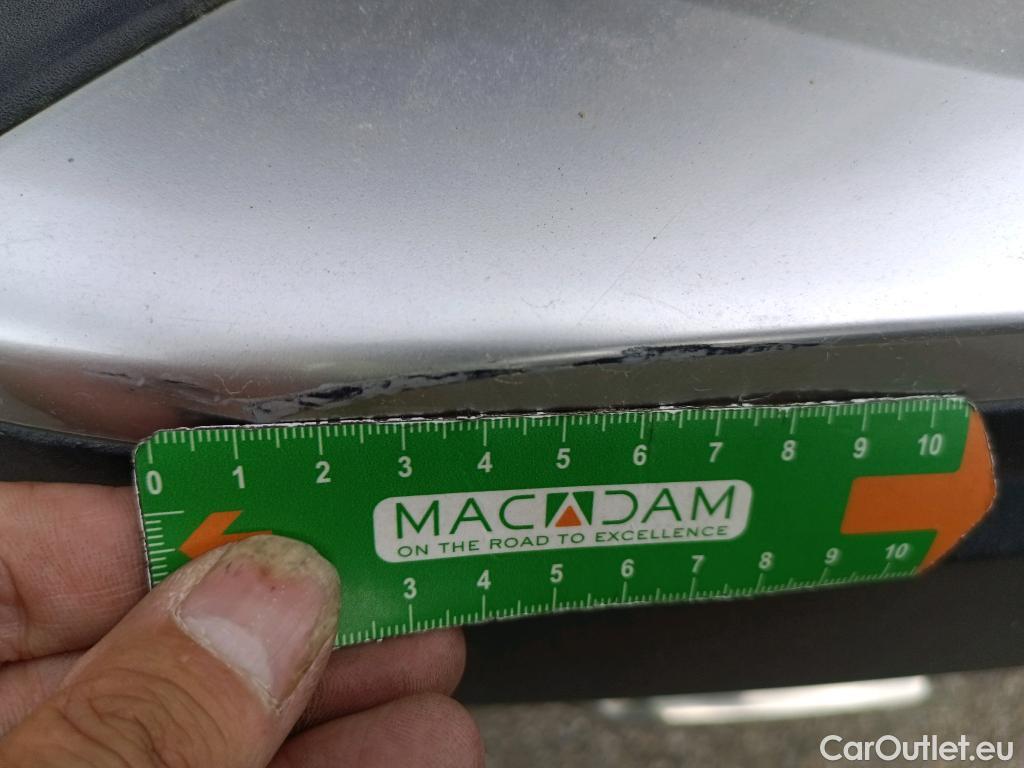 0 1 2 3 4 5 6 7 8 9 10
MACADAM
ON THE ROAD TO EXCELLENCE
3 4 5 6 7 8 9 10
CarOutlet.eu